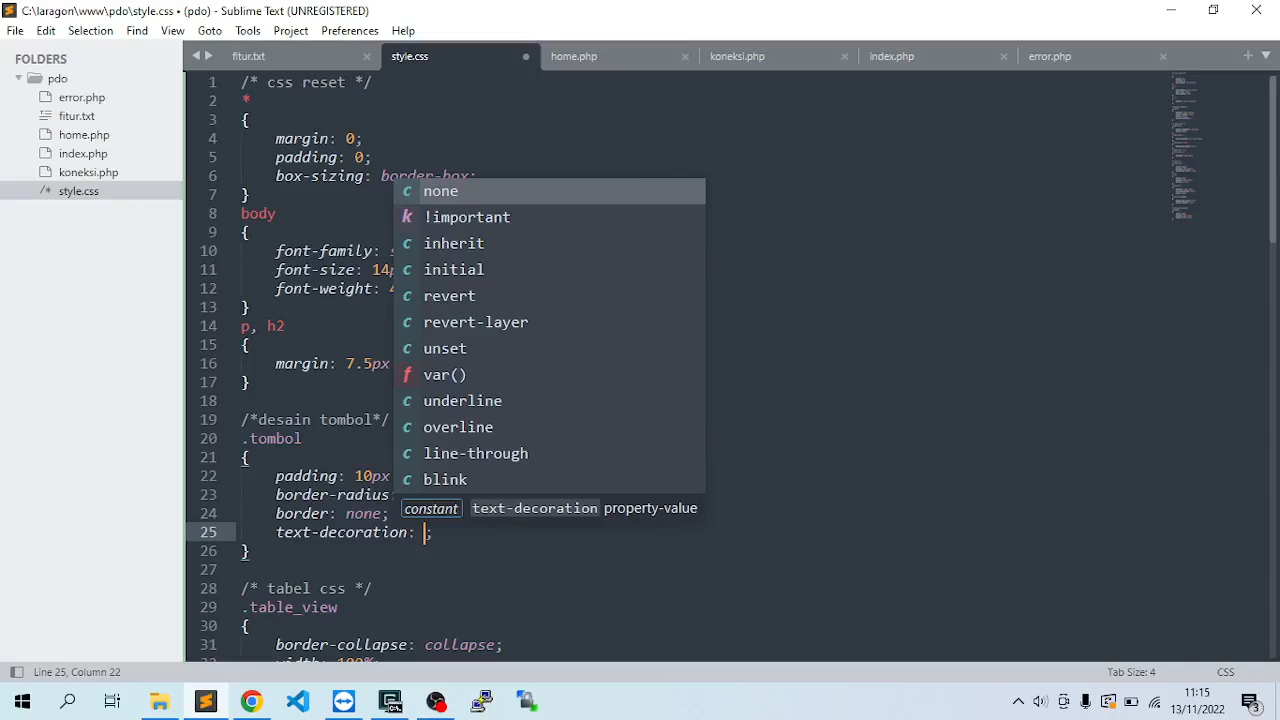 C:\laragon\www\pdo\style.css • (pdo) - Sublime Text (UNREGISTERED)
File Edit Selection Find View Goto Tools Project Preferences Help
FOLDERS
pdo
error.php
fitur.txt
home.php
index.php
koneksi.php
/* style.css
fitur.txt style.css home.php koneksi.php index.php error.php
1 /* css reset */
2 *
3 {
4 margin: 0;
5 padding: 0;
6 box-sizing: border-box;
7 }
8 body
9 {
10 font-family:
11 font-size: 14p
12 font-weight: 4
13 }
14 p, h2
15 {
16 margin: 7.5px
17 }
18
19 /*desain tombol*/
20 .tombol
21 {
22 padding: 10px
23 border-radius:
24 border: none;
25 text-decoration: ;
26 }
27
28 /* tabel css */
29 .table_view
30 {
31 border-collapse: collapse;
c none
k !important
c inherit
c initial
c revert
c revert-layer
c unset
f var()
c underline
c overline
c line-through
c blink
constant text-decoration property-value
Line 25, Column 22
Tab Size: 4
CSS
11:15
13/11/2022
3